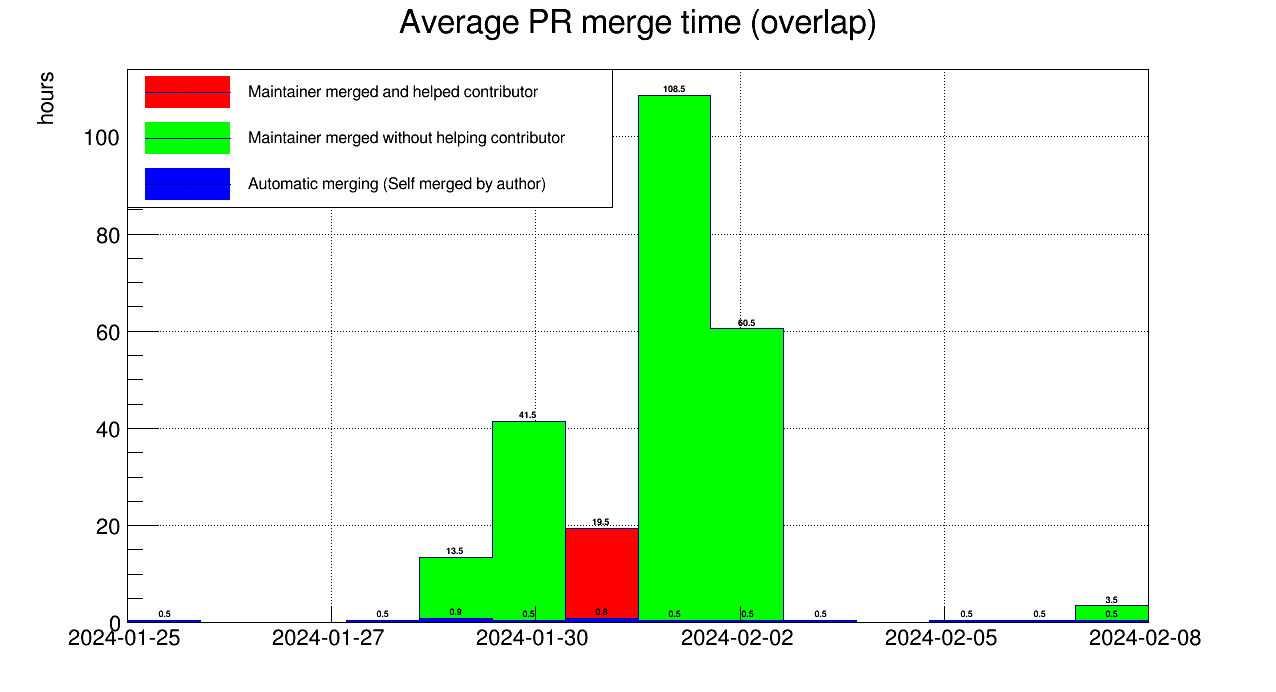 Average PR merge time (overlap)
hours
Maintainer merged and helped contributor
Maintainer merged without helping contributor
Automatic merging (Self merged by author)
100
80
60
40
20
0
108.5
60.5
41.5
19.5
13.5
3.5
0.5 0.5 0.9 0.5 0.8 0.5 0.5 0.5 0.5 0.5 0.5
2024-01-25 2024-01-27 2024-01-30 2024-02-02 2024-02-05 2024-02-08